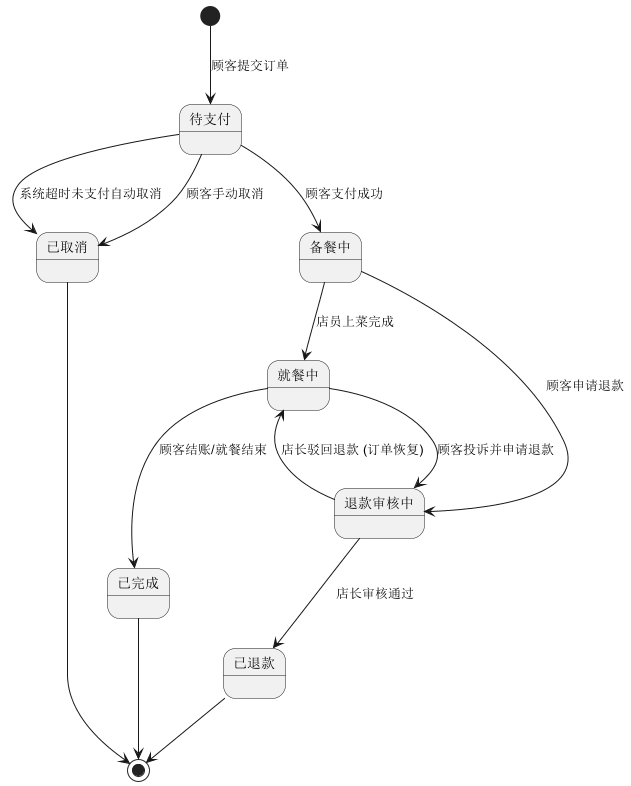 顾客提交订单
待支付
系统超时未支付自动取消
顾客手动取消
顾客支付成功
已取消
备餐中
店员上菜完成
就餐中
顾客申请退款
顾客结账/就餐结束
店长驳回退款 (订单恢复)
顾客投诉并申请退款
退款审核中
已完成
店长审核通过
已退款